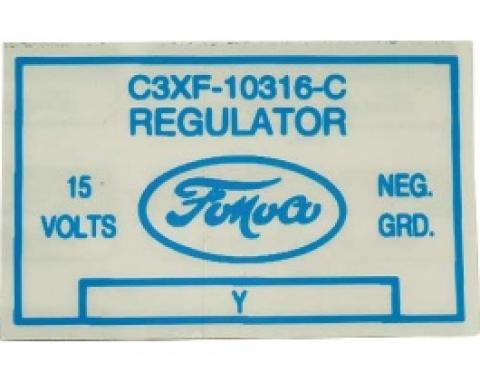 C3XF-10316-C
REGULATOR
15
VOLTS
FoMoCo
NEG.
GRD.
Y